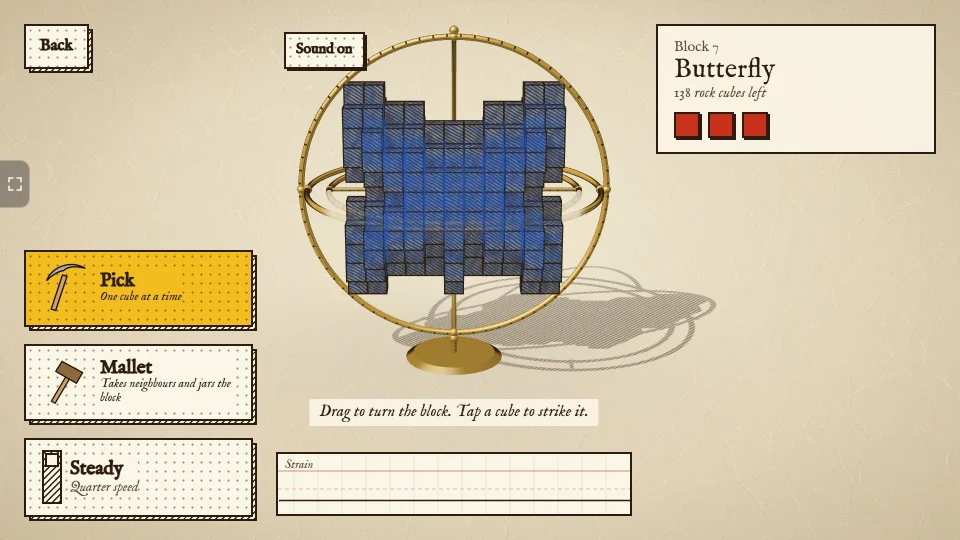 Back
Sound on
Block 7
Butterfly
138 rock cubes left
Pick
One cube at a time
Mallet
Takes neighbours and jars the
block
Steady
Quarter speed
Drag to turn the block. Tap a cube to strike it.
Strain